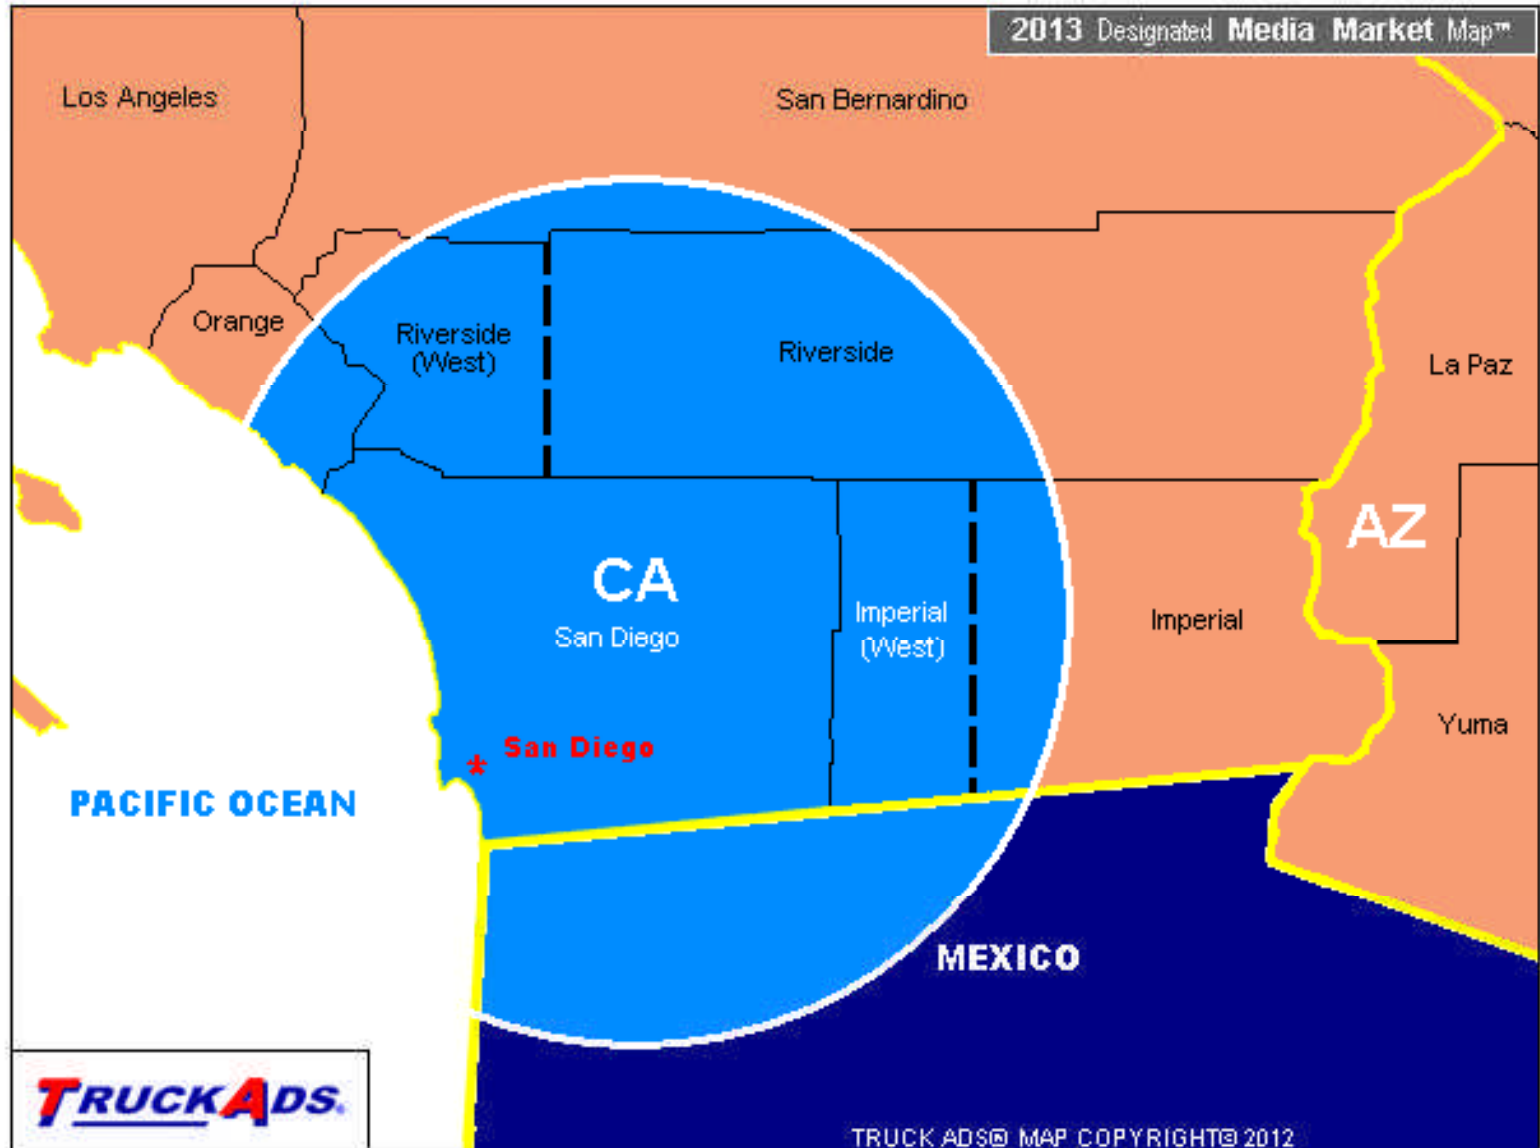 2013 Designated Media Market Map™
Los Angeles
San Bernardino
Orange
Riverside
(West)
Riverside
La Paz
AZ
CA
San Diego
Imperial
(West)
Imperial
Yuma
* San Diego
PACIFIC OCEAN
MEXICO
TRUCKADS®
TRUCK ADS® MAP COPYRIGHT© 2012